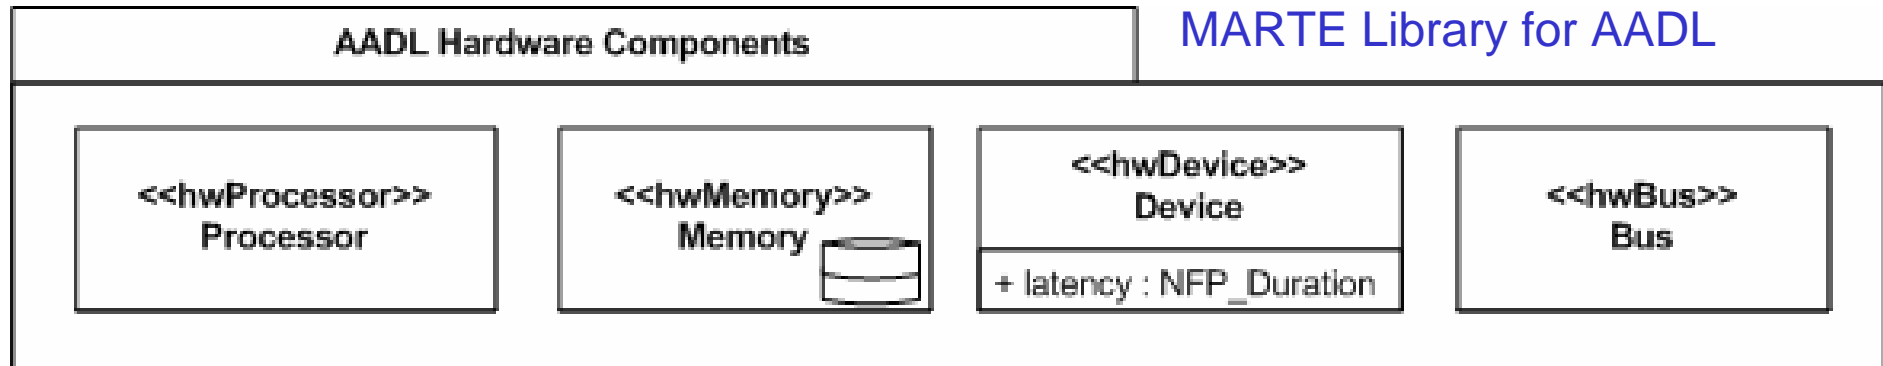 AADL Hardware Components
MARTE Library for AADL
<<hwProcessor>>
Processor
<<hwMemory>>
Memory
<<hwDevice>>
Device
+ latency : NFP_Duration
<<hwBus>>
Bus